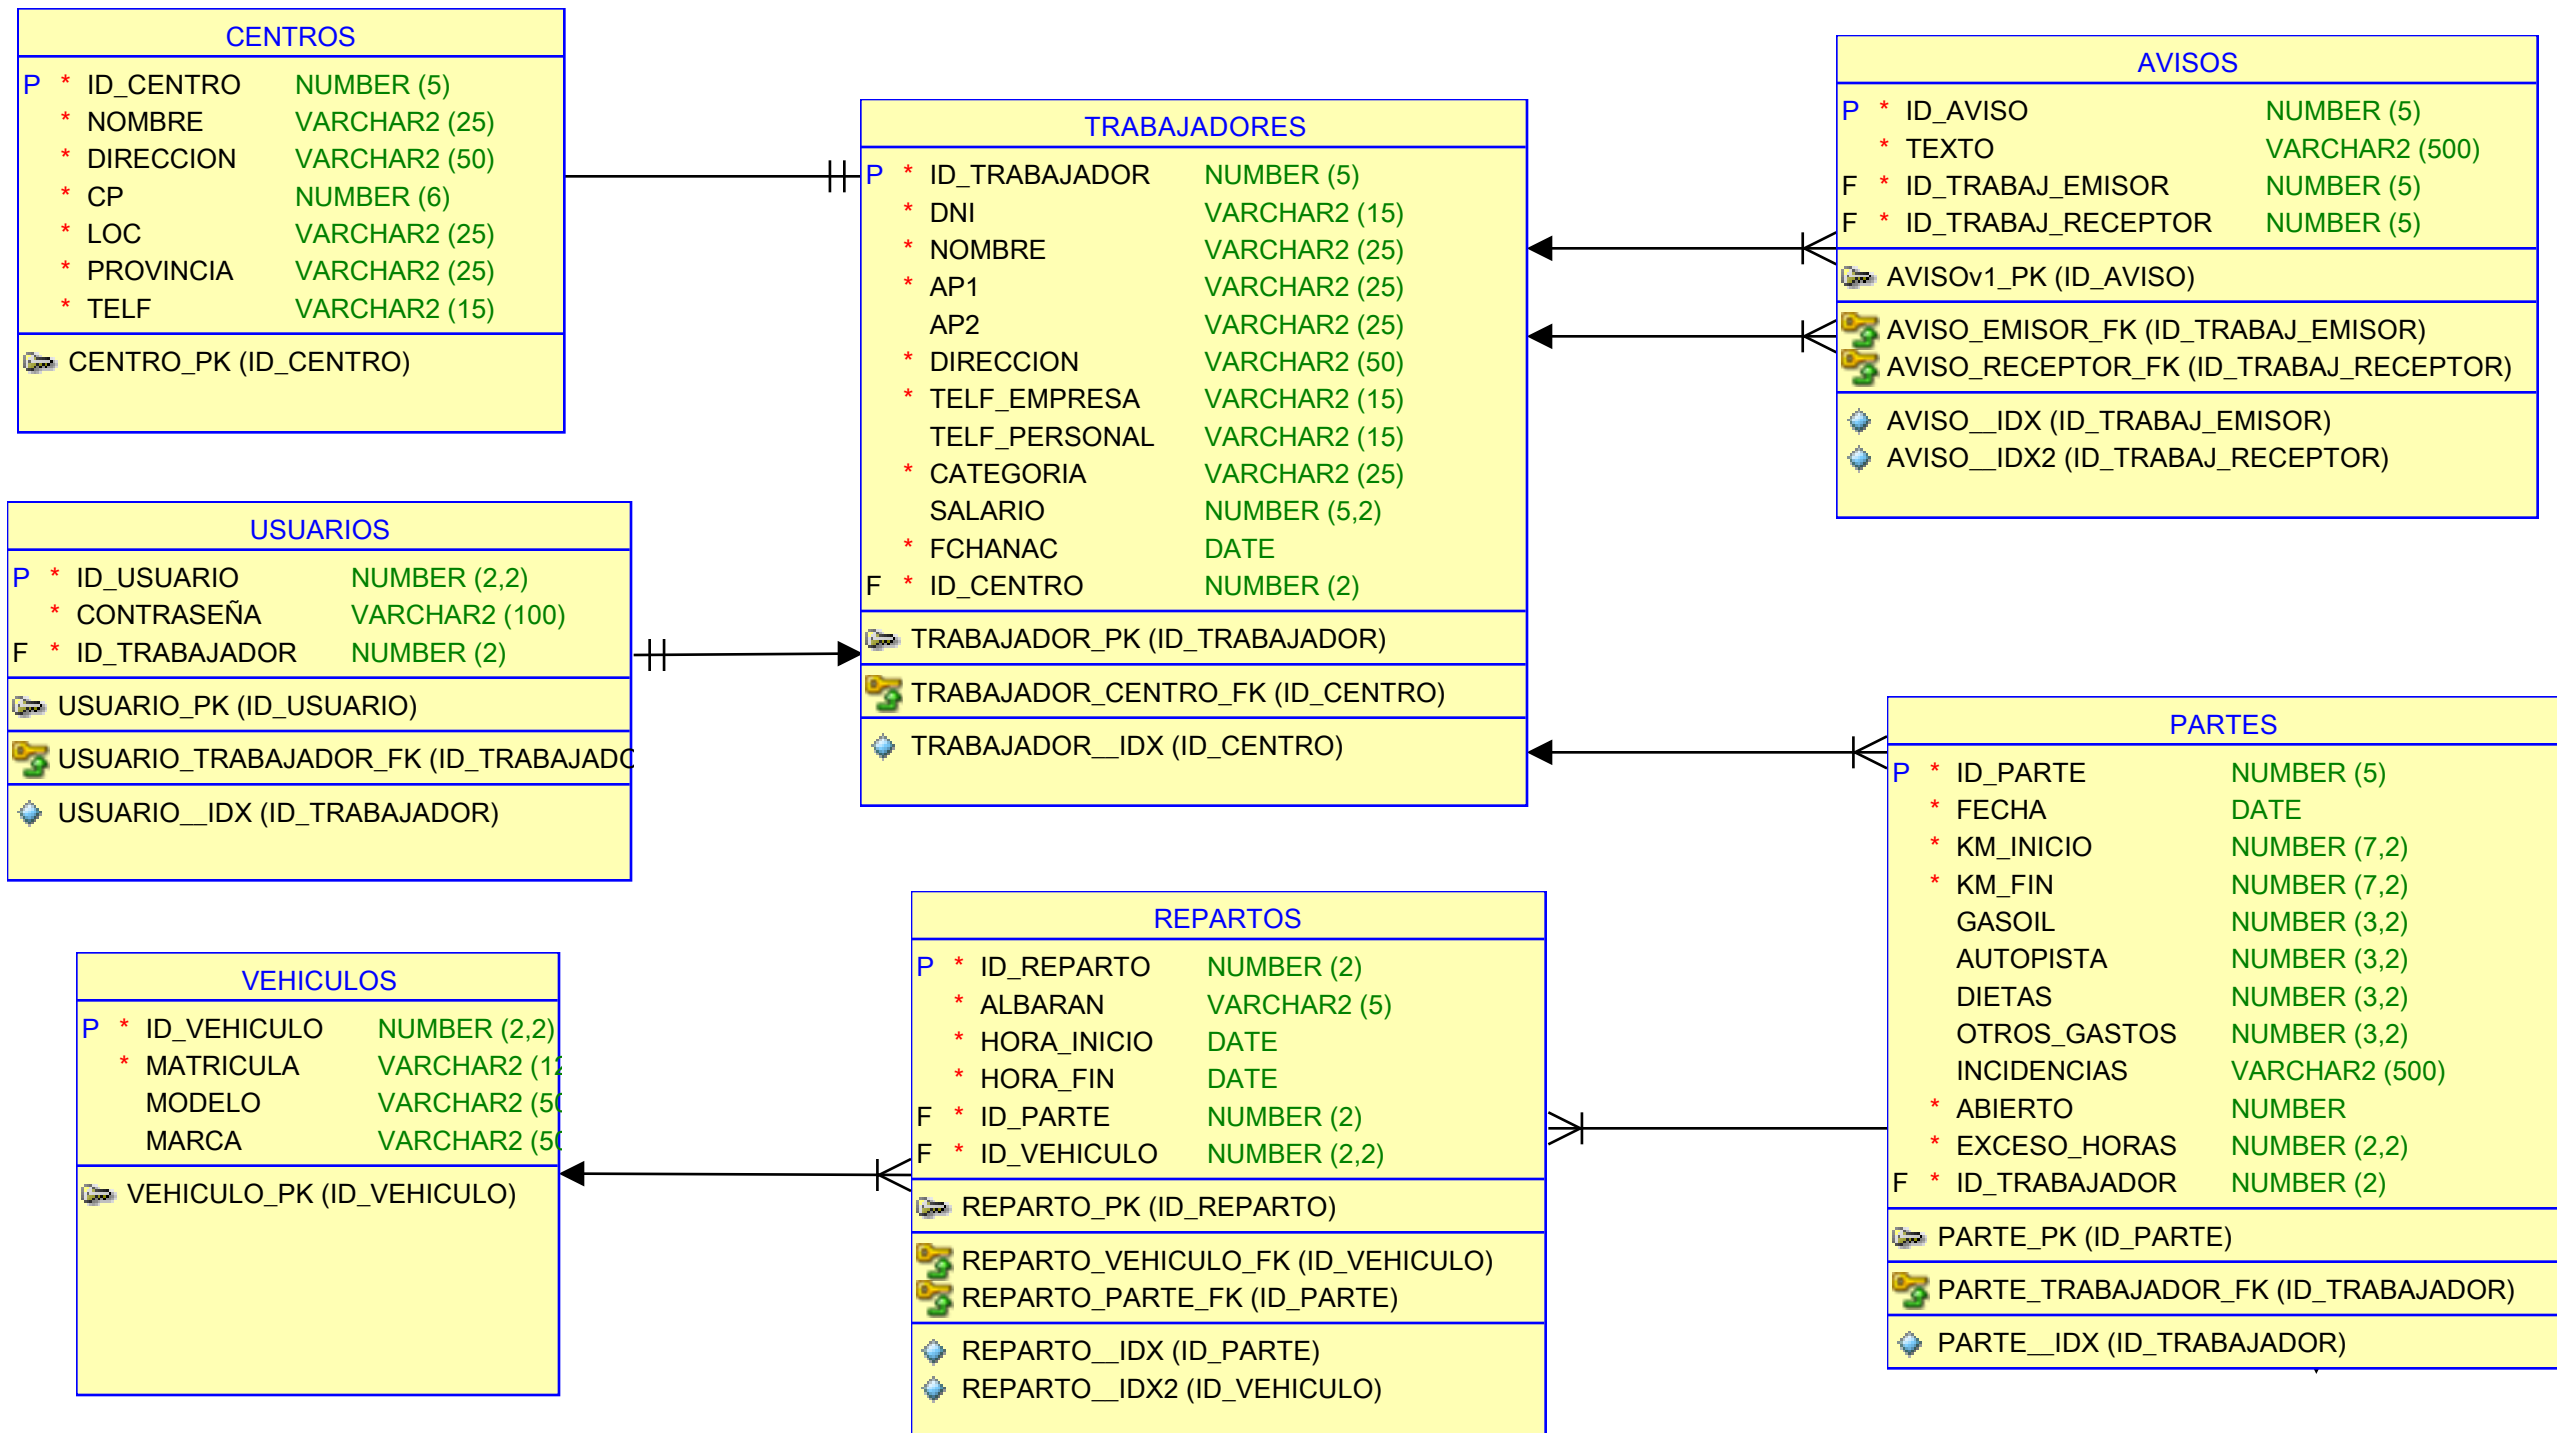 CENTROS
P * ID_CENTRO NUMBER (5)
* NOMBRE VARCHAR2 (25)
* DIRECCION VARCHAR2 (50)
* CP NUMBER (6)
* LOC VARCHAR2 (25)
* PROVINCIA VARCHAR2 (25)
* TELF VARCHAR2 (15)
CENTRO_PK (ID_CENTRO)
TRABAJADORES
P * ID_TRABAJADOR NUMBER (5)
* DNI VARCHAR2 (15)
* NOMBRE VARCHAR2 (25)
* AP1 VARCHAR2 (25)
AP2 VARCHAR2 (25)
* DIRECCION VARCHAR2 (50)
* TELF_EMPRESA VARCHAR2 (15)
TELF_PERSONAL VARCHAR2 (15)
* CATEGORIA VARCHAR2 (25)
SALARIO NUMBER (5,2)
* FCHANAC DATE
F * ID_CENTRO NUMBER (2)
TRABAJADOR_PK (ID_TRABAJADOR)
TRABAJADOR_CENTRO_FK (ID_CENTRO)
TRABAJADOR__IDX (ID_CENTRO)
AVISOS
P * ID_AVISO NUMBER (5)
* TEXTO VARCHAR2 (500)
F * ID_TRABAJ_EMISOR NUMBER (5)
F * ID_TRABAJ_RECEPTOR NUMBER (5)
AVISOv1_PK (ID_AVISO)
AVISO_EMISOR_FK (ID_TRABAJ_EMISOR)
AVISO_RECEPTOR_FK (ID_TRABAJ_RECEPTOR)
AVISO__IDX (ID_TRABAJ_EMISOR)
AVISO__IDX2 (ID_TRABAJ_RECEPTOR)
USUARIOS
P * ID_USUARIO NUMBER (2,2)
* CONTRASEÑA VARCHAR2 (100)
F * ID_TRABAJADOR NUMBER (2)
USUARIO_PK (ID_USUARIO)
USUARIO_TRABAJADOR_FK (ID_TRABAJADO
USUARIO__IDX (ID_TRABAJADOR)
PARTES
P * ID_PARTE NUMBER (5)
* FECHA DATE
* KM_INICIO NUMBER (7,2)
* KM_FIN NUMBER (7,2)
GASOIL NUMBER (3,2)
AUTOPISTA NUMBER (3,2)
DIETAS NUMBER (3,2)
OTROS_GASTOS NUMBER (3,2)
INCIDENCIAS VARCHAR2 (500)
* ABIERTO NUMBER
* EXCESO_HORAS NUMBER (2,2)
F * ID_TRABAJADOR NUMBER (2)
PARTE_PK (ID_PARTE)
PARTE_TRABAJADOR_FK (ID_TRABAJADOR)
PARTE__IDX (ID_TRABAJADOR)
VEHICULOS
P * ID_VEHICULO NUMBER (2,2)
* MATRICULA VARCHAR2 (12
MODELO VARCHAR2 (50
MARCA VARCHAR2 (50
VEHICULO_PK (ID_VEHICULO)
REPARTOS
P * ID_REPARTO NUMBER (2)
* ALBARAN VARCHAR2 (5)
* HORA_INICIO DATE
* HORA_FIN DATE
F * ID_PARTE NUMBER (2)
F * ID_VEHICULO NUMBER (2,2)
REPARTO_PK (ID_REPARTO)
REPARTO_VEHICULO_FK (ID_VEHICULO)
REPARTO_PARTE_FK (ID_PARTE)
REPARTO__IDX (ID_PARTE)
REPARTO__IDX2 (ID_VEHICULO)